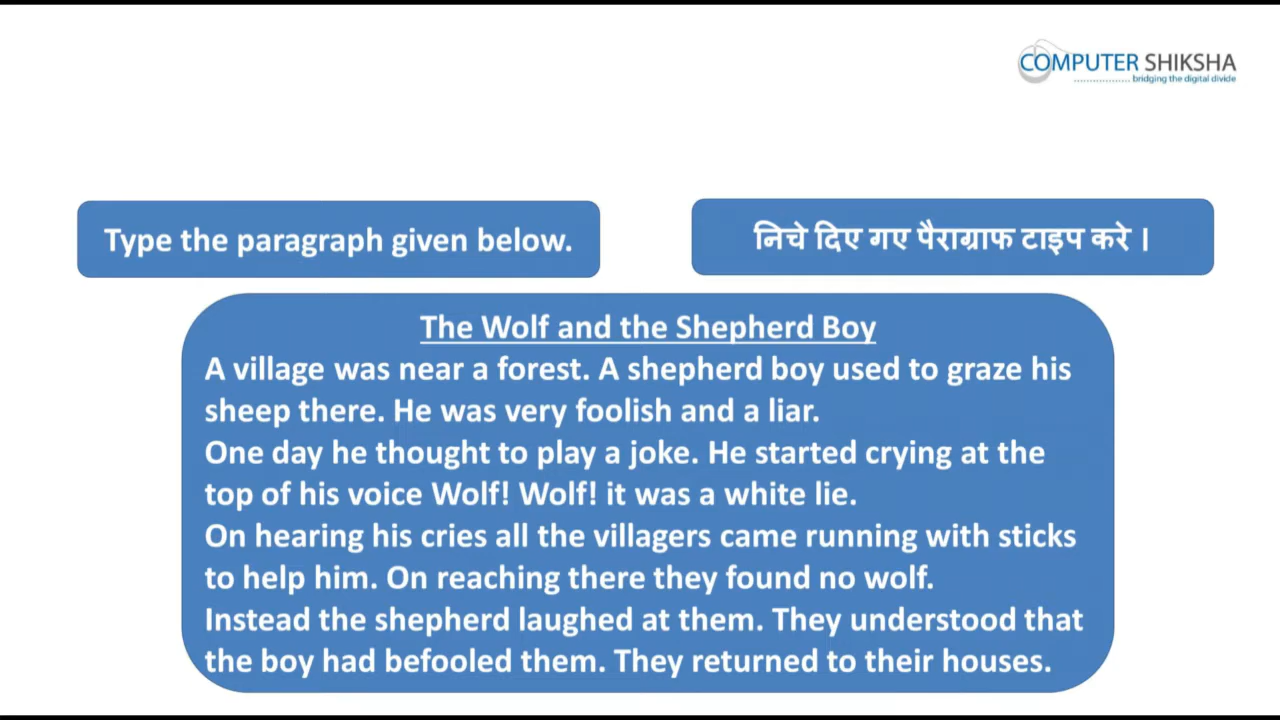 COMPUTER SHIKSHA
bridging the digital divide
Type the paragraph given below.
निचे दिए गए पैराग्राफ टाइप करे ।
The Wolf and the Shepherd Boy
A village was near a forest. A shepherd boy used to graze his
sheep there. He was very foolish and a liar.
One day he thought to play a joke. He started crying at the
top of his voice Wolf! Wolf! it was a white lie.
On hearing his cries all the villagers came running with sticks
to help him. On reaching there they found no wolf.
Instead the shepherd laughed at them. They understood that
the boy had befooled them. They returned to their houses.